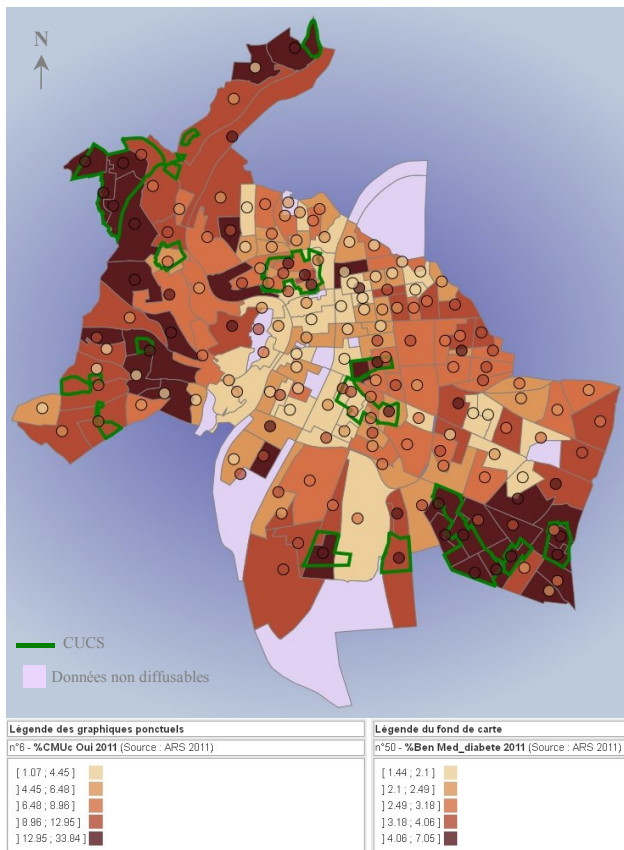 N
CUCS
Données non diffusables
Légende des graphiques ponctuels
n°6 - %CMUc Oui 2011 (Source : ARS 2011)
[ 1.07 ; 4.45 ]
] 4.45 ; 6.48 ]
] 6.48 ; 8.96 ]
] 8.96 ; 12.95 ]
] 12.95 ; 33.84 ]
Légende du fond de carte
n°50 - %Ben Med_diabete 2011 (Source : ARS 2011)
[ 1.44 ; 2.1 ]
] 2.1 ; 2.49 ]
] 2.49 ; 3.18 ]
] 3.18 ; 4.06 ]
] 4.06 ; 7.05 ]